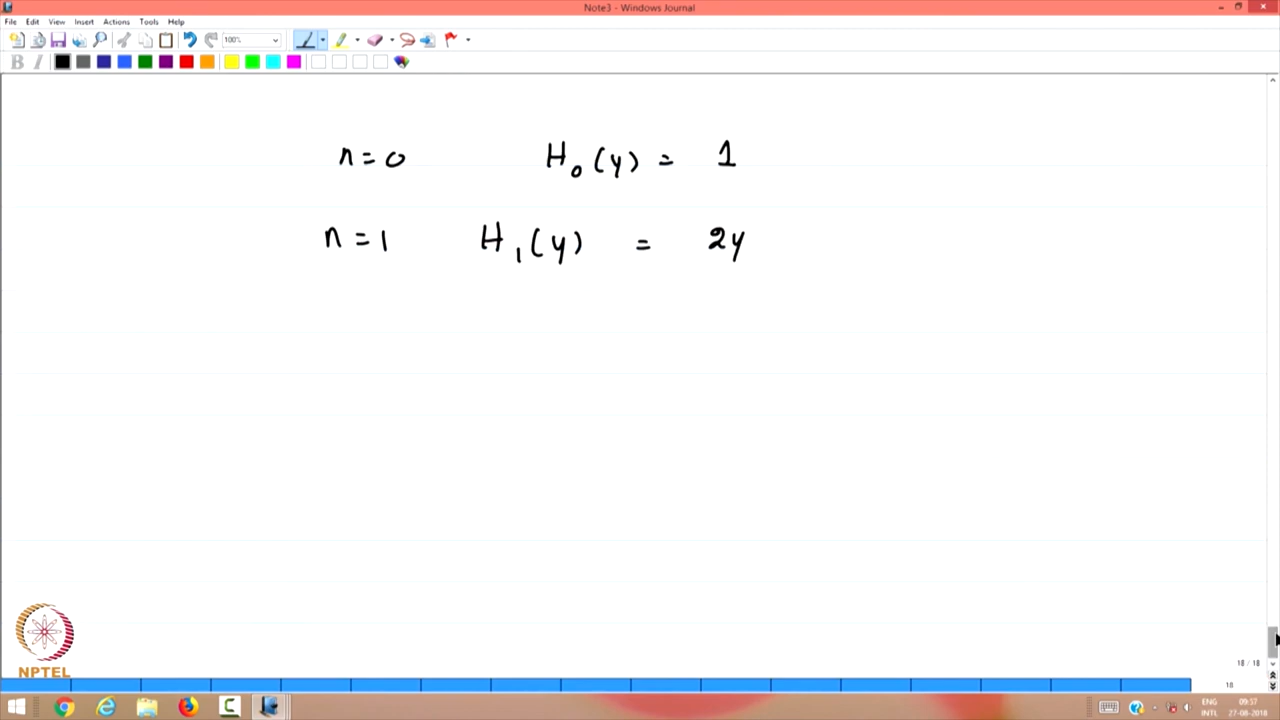 Note3 - Windows Journal
File Edit View Insert Actions Tools Help
100%
B I
n = 0 H₀(y) = 1
n = 1 H₁(y) = 2y
NPTEL
18 / 18
18
ENG 09:37
INTL 27-08-2018